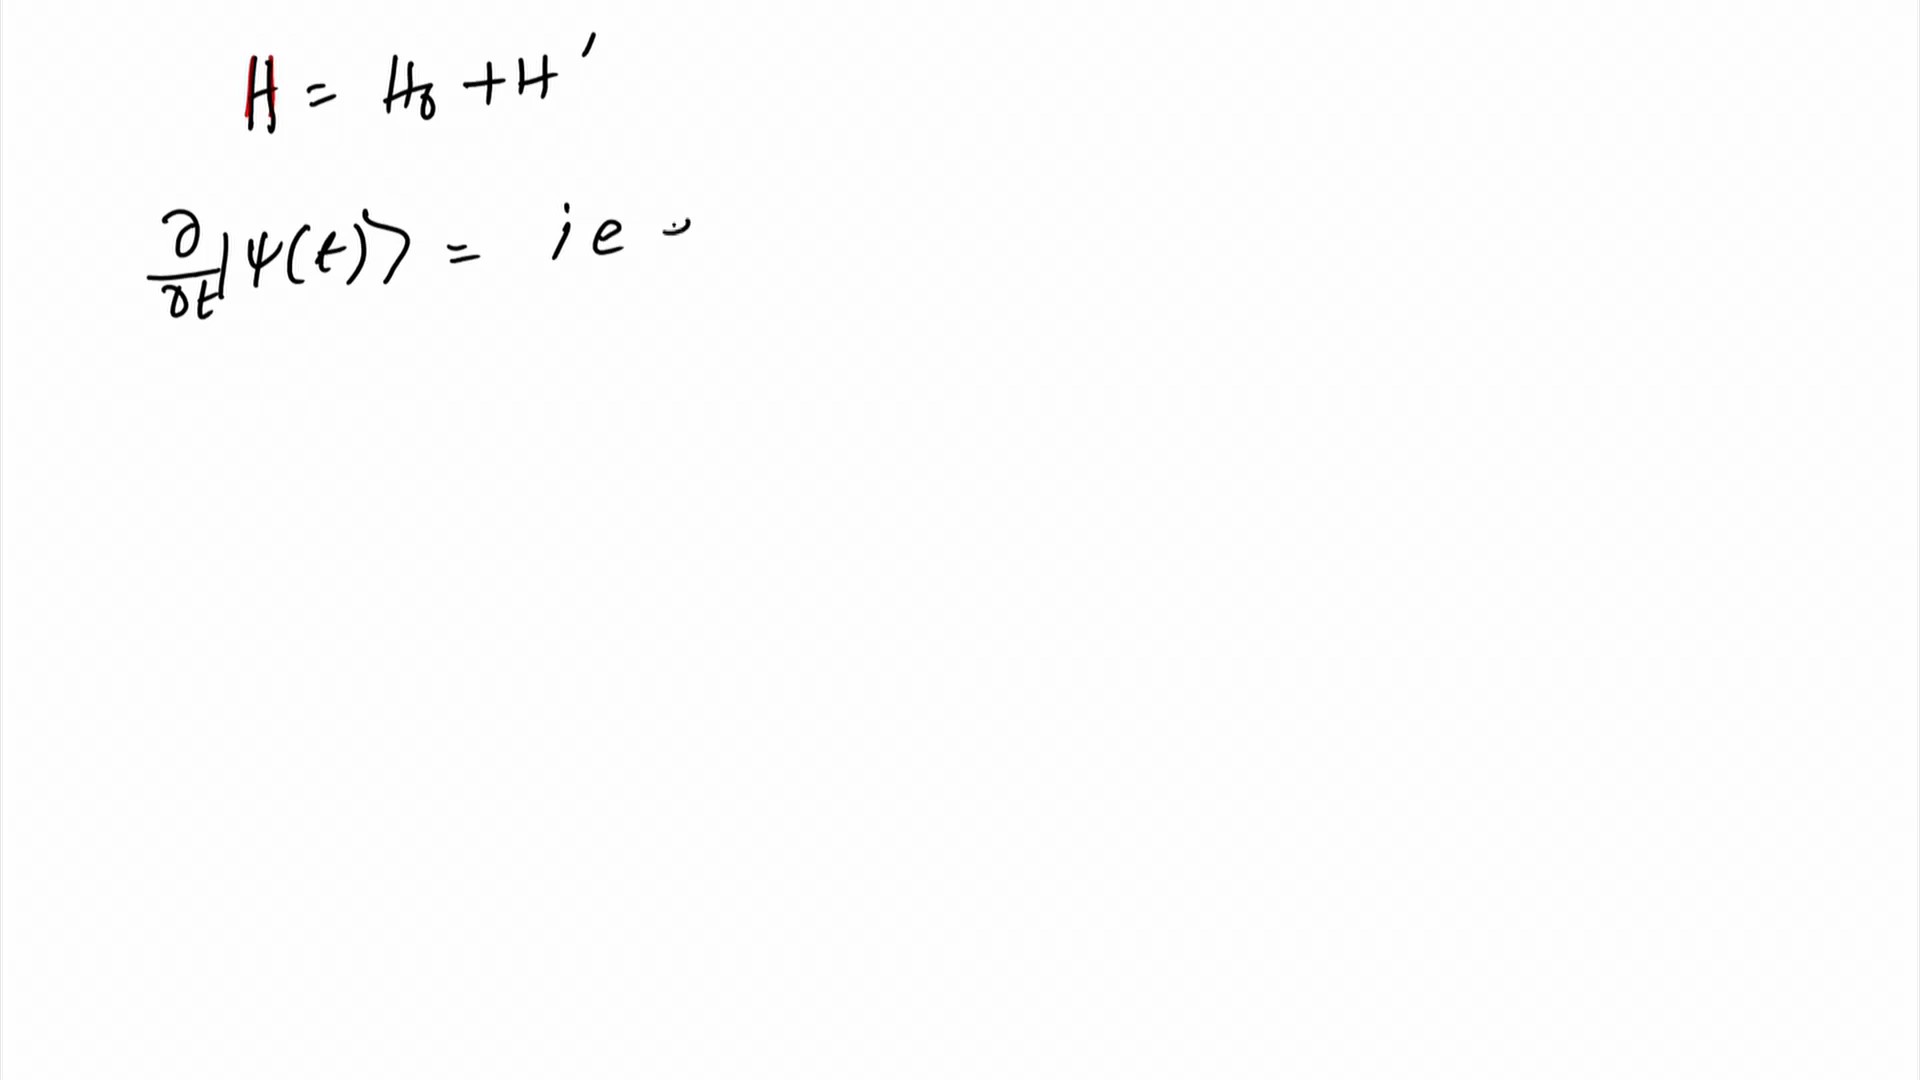 H = H₀ + H′
∂/∂t |ψ(t)⟩ = i e